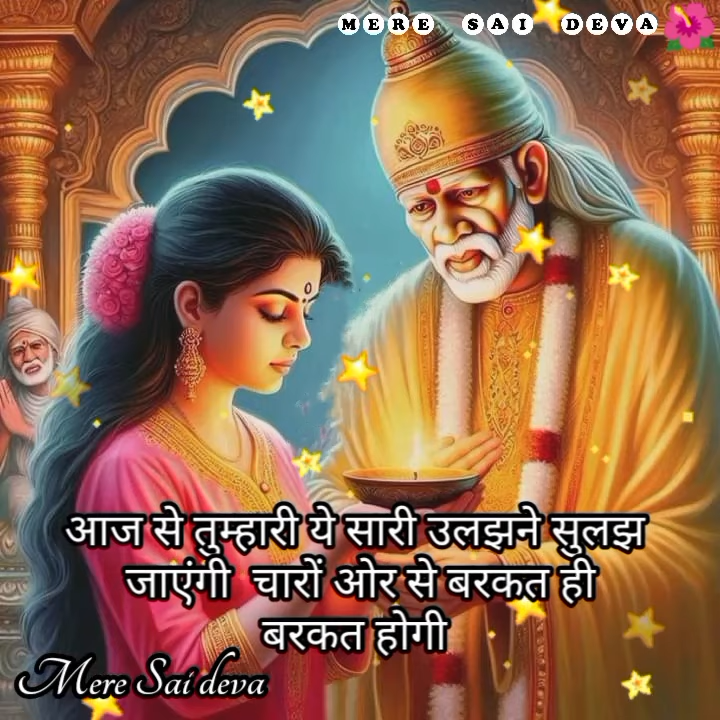 MERE SAI DEVA
आज से तुम्हारी ये सारी उलझने सुलझ
जाएंगी चारों ओर से बरकत ही
बरकत होगी
Mere Sai deva